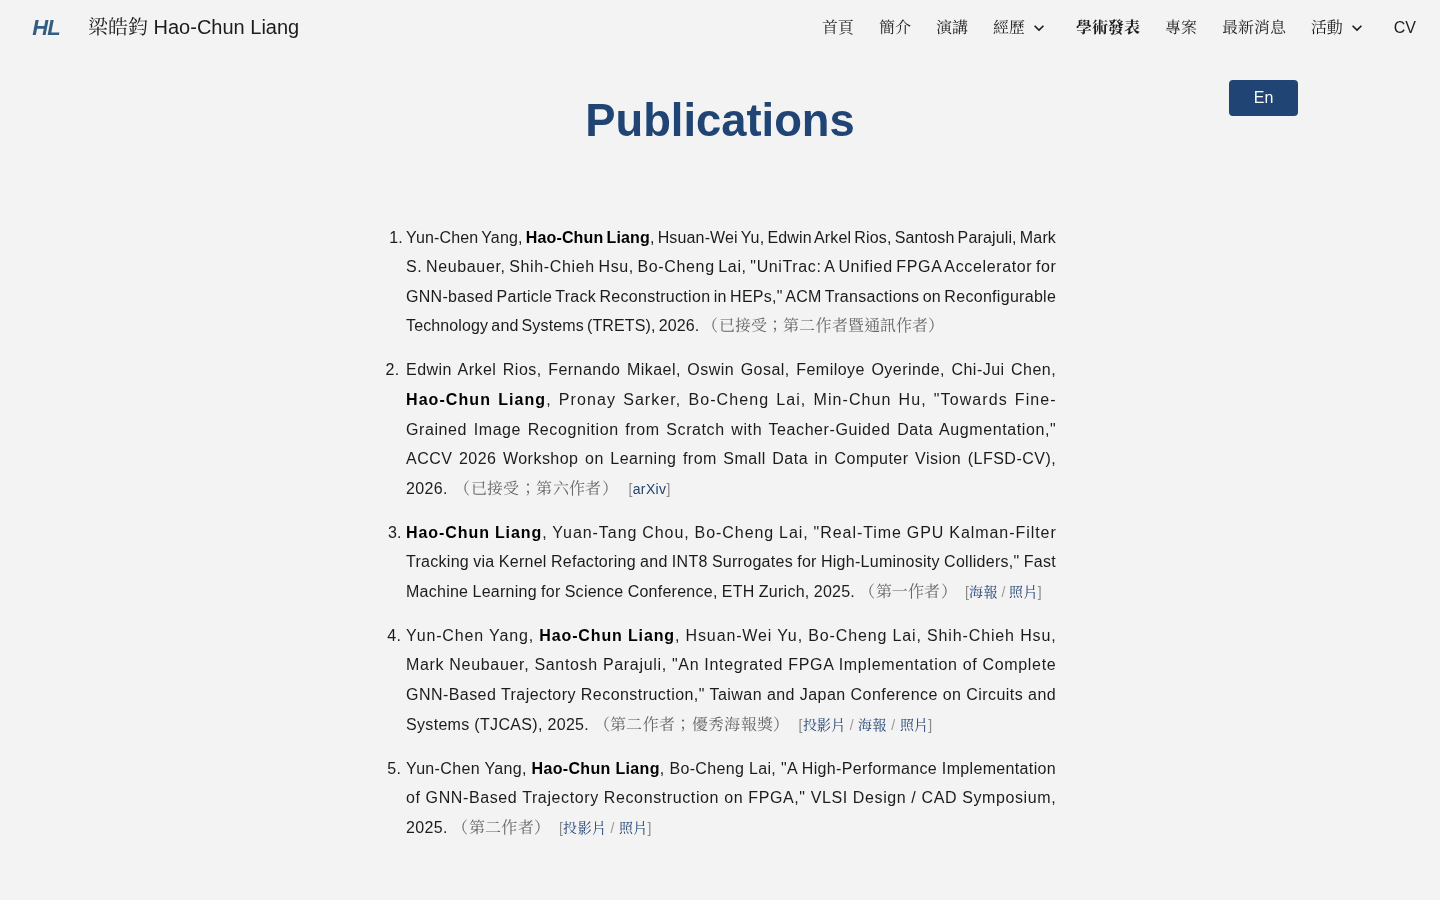 HL
梁皓鈞 Hao-Chun Liang
首頁
簡介
演講
經歷
學術發表
專案
最新消息
活動
CV
En
Publications
1. Yun-Chen Yang, Hao-Chun Liang, Hsuan-Wei Yu, Edwin Arkel Rios, Santosh Parajuli, Mark
S. Neubauer, Shih-Chieh Hsu, Bo-Cheng Lai, "UniTrac: A Unified FPGA Accelerator for
GNN-based Particle Track Reconstruction in HEPs," ACM Transactions on Reconfigurable
Technology and Systems (TRETS), 2026. （已接受；第二作者暨通訊作者）
2. Edwin Arkel Rios, Fernando Mikael, Oswin Gosal, Femiloye Oyerinde, Chi-Jui Chen,
Hao-Chun Liang, Pronay Sarker, Bo-Cheng Lai, Min-Chun Hu, "Towards Fine-
Grained Image Recognition from Scratch with Teacher-Guided Data Augmentation,"
ACCV 2026 Workshop on Learning from Small Data in Computer Vision (LFSD-CV),
2026. （已接受；第六作者） [arXiv]
3. Hao-Chun Liang, Yuan-Tang Chou, Bo-Cheng Lai, "Real-Time GPU Kalman-Filter
Tracking via Kernel Refactoring and INT8 Surrogates for High-Luminosity Colliders," Fast
Machine Learning for Science Conference, ETH Zurich, 2025. （第一作者） [海報 / 照片]
4. Yun-Chen Yang, Hao-Chun Liang, Hsuan-Wei Yu, Bo-Cheng Lai, Shih-Chieh Hsu,
Mark Neubauer, Santosh Parajuli, "An Integrated FPGA Implementation of Complete
GNN-Based Trajectory Reconstruction," Taiwan and Japan Conference on Circuits and
Systems (TJCAS), 2025. （第二作者；優秀海報獎） [投影片 / 海報 / 照片]
5. Yun-Chen Yang, Hao-Chun Liang, Bo-Cheng Lai, "A High-Performance Implementation
of GNN-Based Trajectory Reconstruction on FPGA," VLSI Design / CAD Symposium,
2025. （第二作者） [投影片 / 照片]